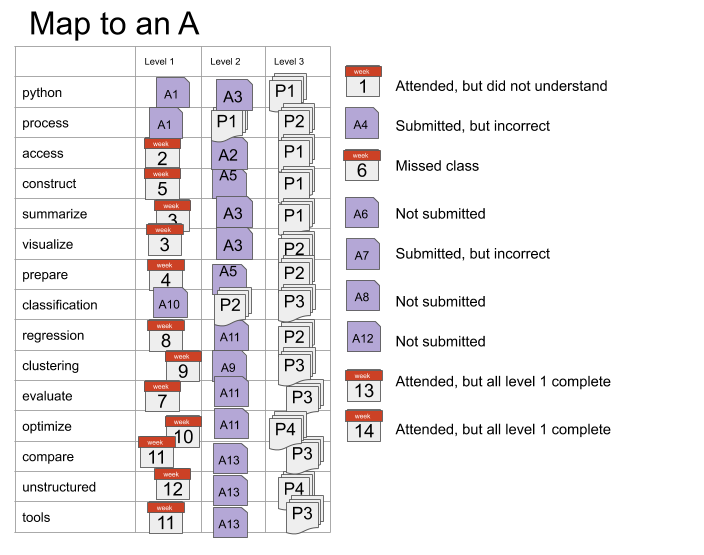 Map to an A
Level 1 Level 2 Level 3
python A1 A3 P1
process A1 P1 P2
access week 2 A2 P1
construct week 5 A5 P1
summarize week 3 A3 P1
visualize week 3 A3 P2
prepare week 4 A5 P2
classification A10 P2 P3
regression week 8 A11 P2
clustering week 9 A9 P3
evaluate week 7 A11 P3
optimize week 10 A11 P4
compare week 11 A13 P3
unstructured week 12 A13 P4
tools week 11 A13 P3
week 1 Attended, but did not understand
A4 Submitted, but incorrect
week 6 Missed class
A6 Not submitted
A7 Submitted, but incorrect
A8 Not submitted
A12 Not submitted
week 13 Attended, but all level 1 complete
week 14 Attended, but all level 1 complete